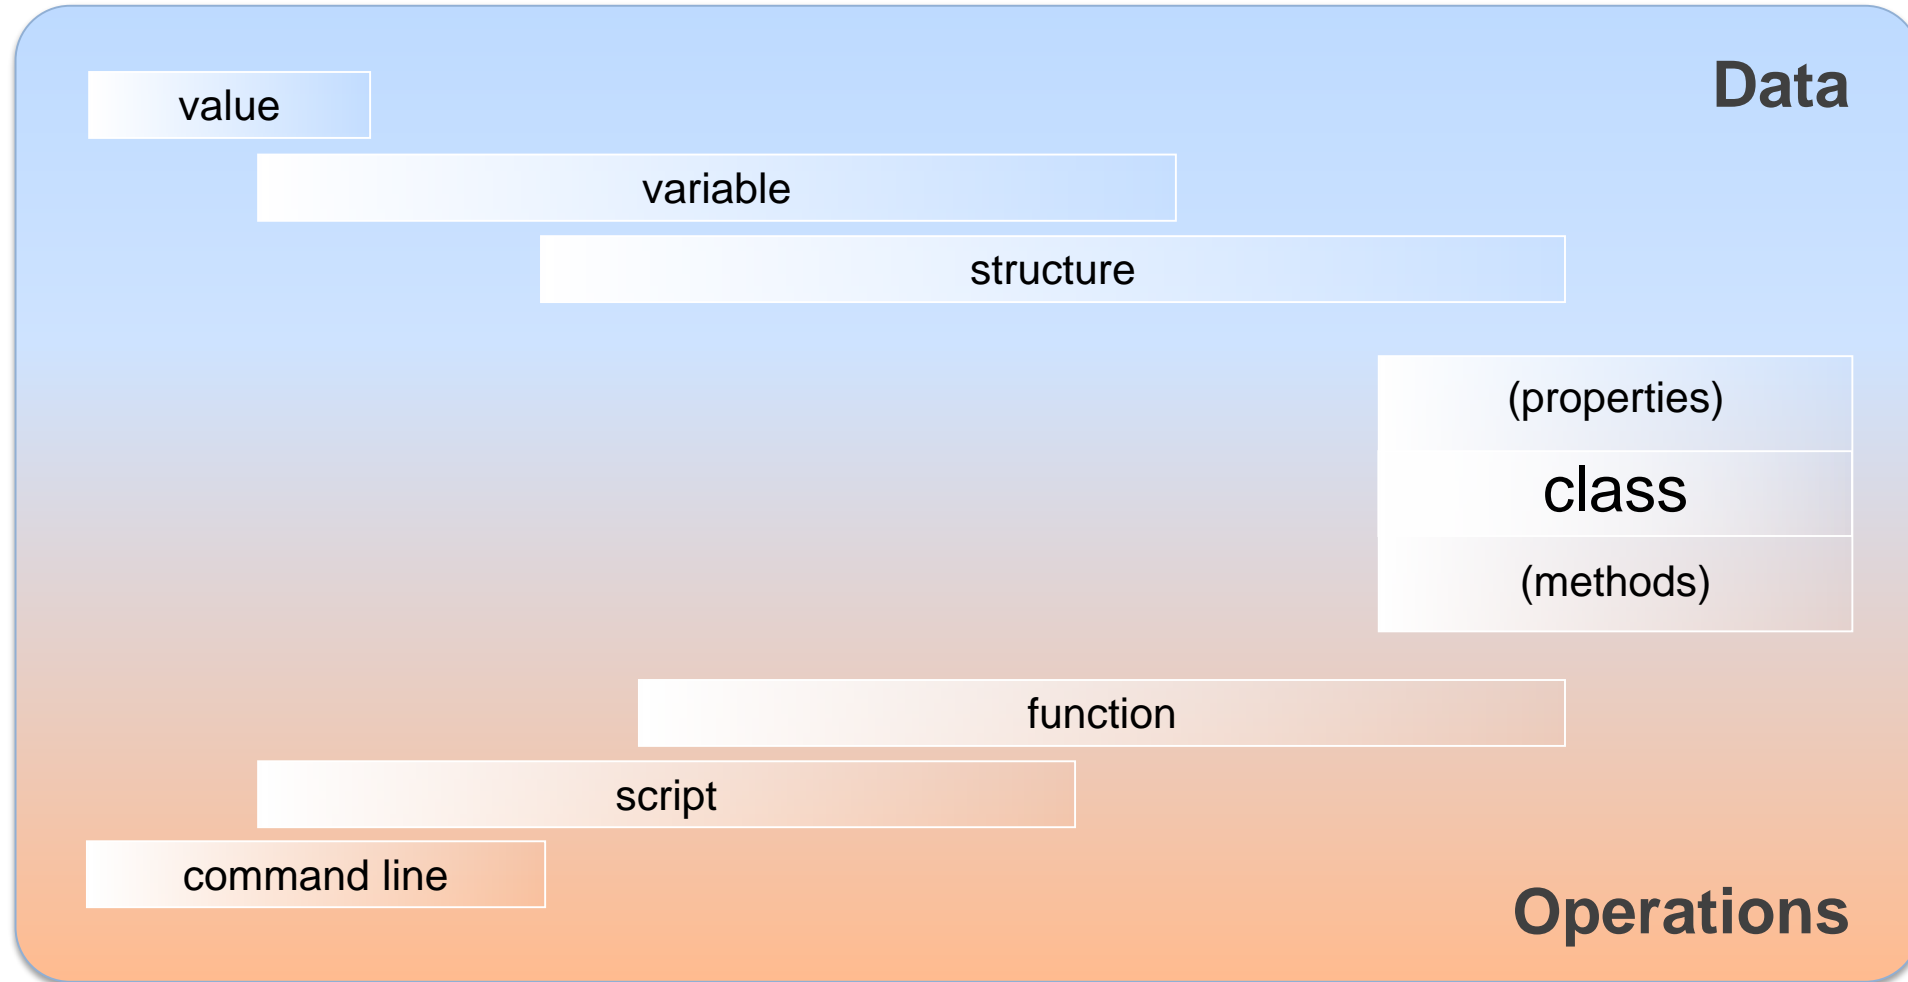 Data
value
variable
structure
(properties)
class
(methods)
function
script
command line
Operations